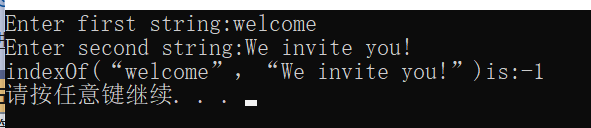 Enter first string:welcome
Enter second string:We invite you!
indexOf(“welcome”, “We invite you!”)is:-1
请按任意键继续. . .